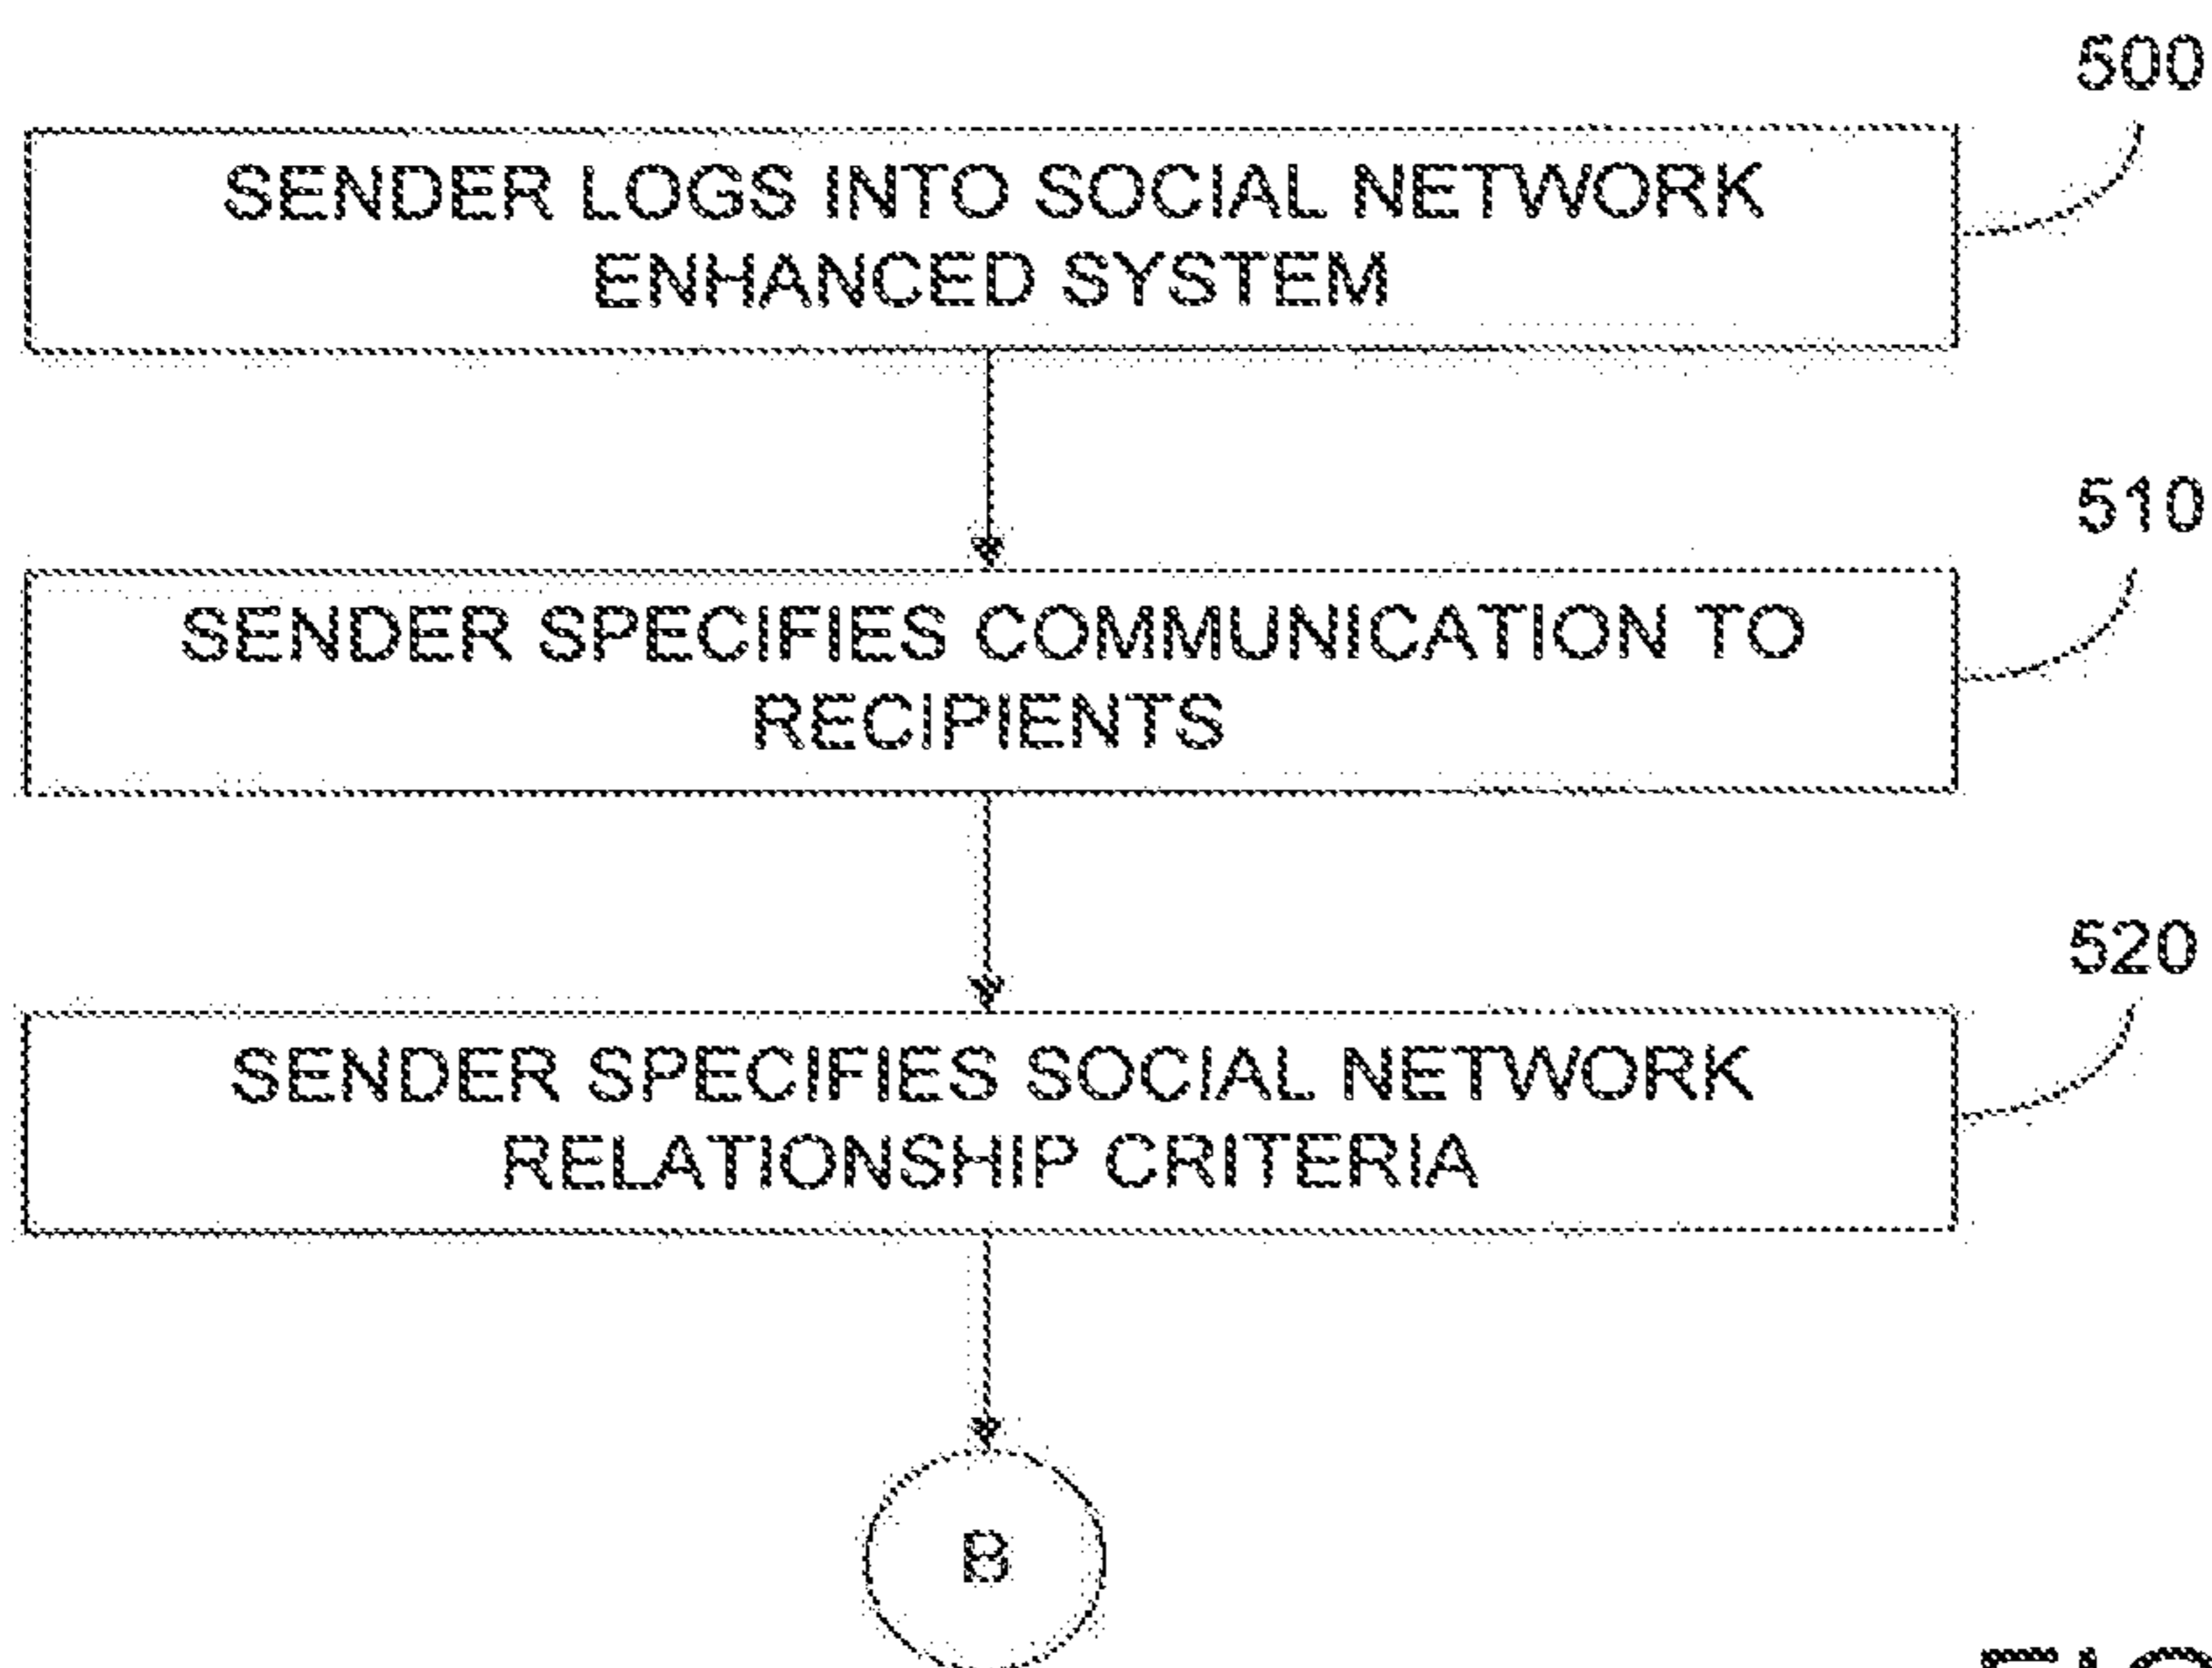 500
SENDER LOGS INTO SOCIAL NETWORK
ENHANCED SYSTEM
510
SENDER SPECIFIES COMMUNICATION TO
RECIPIENTS
520
SENDER SPECIFIES SOCIAL NETWORK
RELATIONSHIP CRITERIA
B